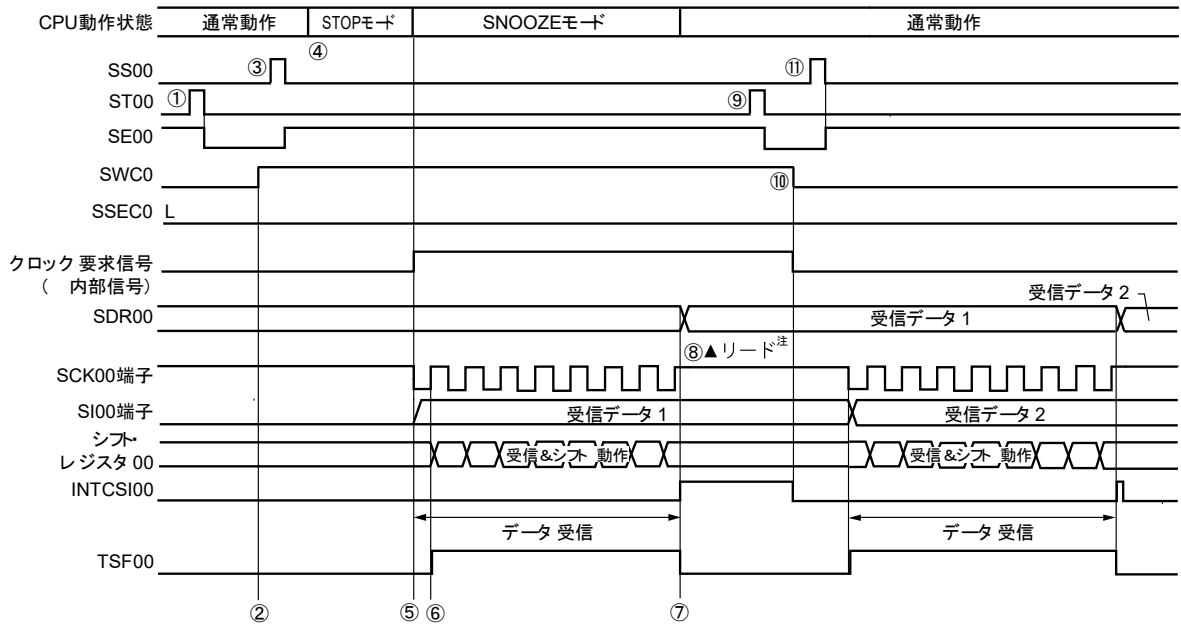 CPU動作状態 通常動作 STOPモード SNOOZEモード 通常動作
④
SS00 ③ ⑪
ST00 ① ⑨
SE00
SWC0 ⑩
SSEC0 L
クロック 要求信号
( 内部信号)
受信データ 2
SDR00 受信データ 1
⑧▲リード注
SCK00端子
SI00端子 受信データ 1 受信データ 2
シフト・
レジスタ 00 受信&シフト 動作 受信&シフト 動作
INTCSI00
データ 受信 データ 受信
TSF00
② ⑤ ⑥ ⑦